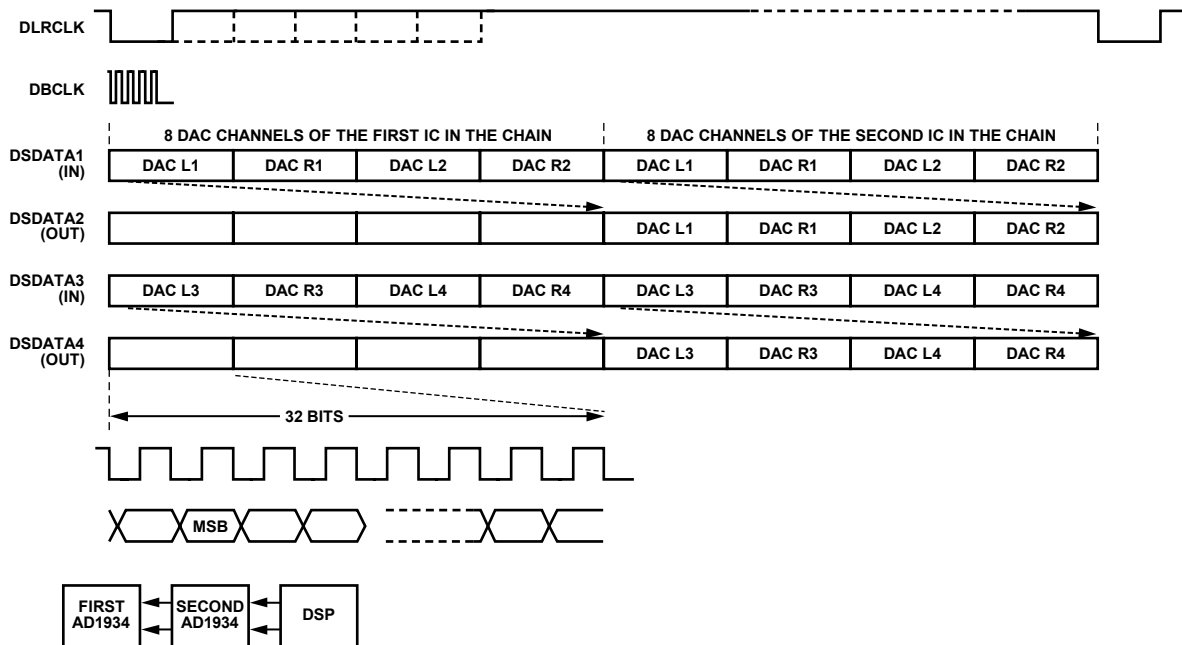 DLRCLK
DBCLK
8 DAC CHANNELS OF THE FIRST IC IN THE CHAIN 8 DAC CHANNELS OF THE SECOND IC IN THE CHAIN
DSDATA1
(IN)
DAC L1 DAC R1 DAC L2 DAC R2 DAC L1 DAC R1 DAC L2 DAC R2
DSDATA2
(OUT)
DAC L1 DAC R1 DAC L2 DAC R2
DSDATA3
(IN)
DAC L3 DAC R3 DAC L4 DAC R4 DAC L3 DAC R3 DAC L4 DAC R4
DSDATA4
(OUT)
DAC L3 DAC R3 DAC L4 DAC R4
32 BITS
MSB
FIRST
AD1934
SECOND
AD1934
DSP